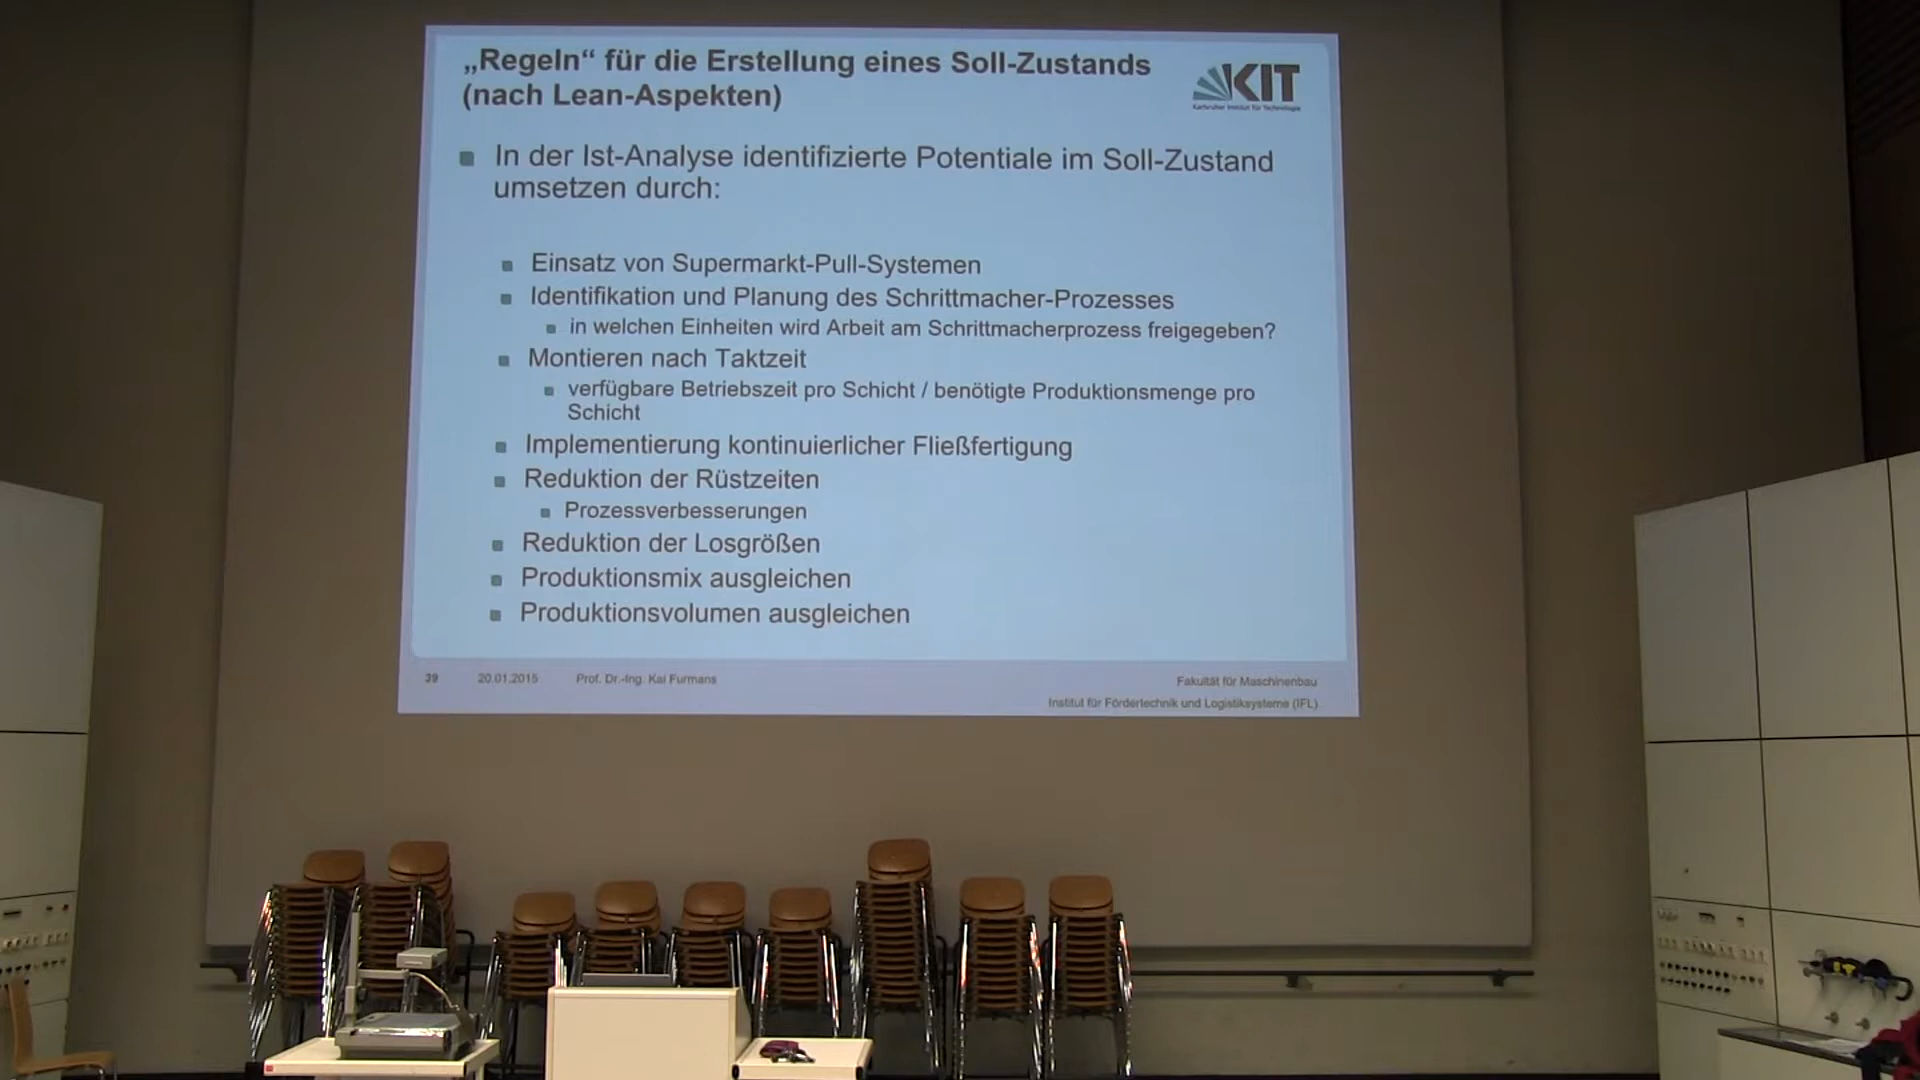 „Regeln“ für die Erstellung eines Soll-Zustands
(nach Lean-Aspekten)
KIT
Karlsruher Institut für Technologie
In der Ist-Analyse identifizierte Potentiale im Soll-Zustand
umsetzen durch:
Einsatz von Supermarkt-Pull-Systemen
Identifikation und Planung des Schrittmacher-Prozesses
in welchen Einheiten wird Arbeit am Schrittmacherprozess freigegeben?
Montieren nach Taktzeit
verfügbare Betriebszeit pro Schicht / benötigte Produktionsmenge pro
Schicht
Implementierung kontinuierlicher Fließfertigung
Reduktion der Rüstzeiten
Prozessverbesserungen
Reduktion der Losgrößen
Produktionsmix ausgleichen
Produktionsvolumen ausgleichen
39 20.01.2015 Prof. Dr.-Ing. Kai Furmans
Fakultät für Maschinenbau
Institut für Fördertechnik und Logistiksysteme (IFL)